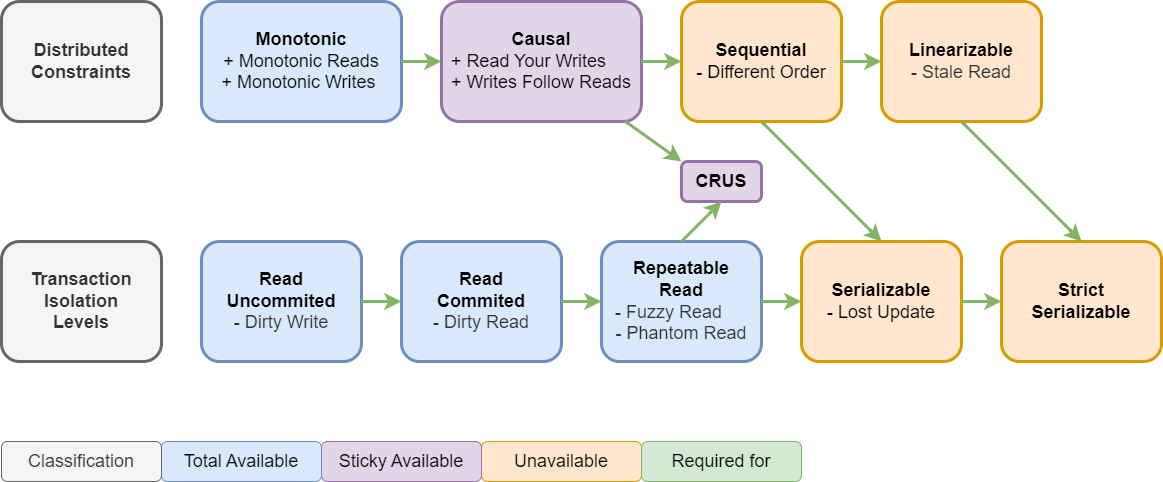 Distributed
Constraints
Monotonic
+ Monotonic Reads
+ Monotonic Writes
Causal
+ Read Your Writes
+ Writes Follow Reads
Sequential
- Different Order
Linearizable
- Stale Read
CRUS
Transaction
Isolation
Levels
Read
Uncommited
- Dirty Write
Read
Commited
- Dirty Read
Repeatable
Read
- Fuzzy Read
- Phantom Read
Serializable
- Lost Update
Strict
Serializable
Classification
Total Available
Sticky Available
Unavailable
Required for